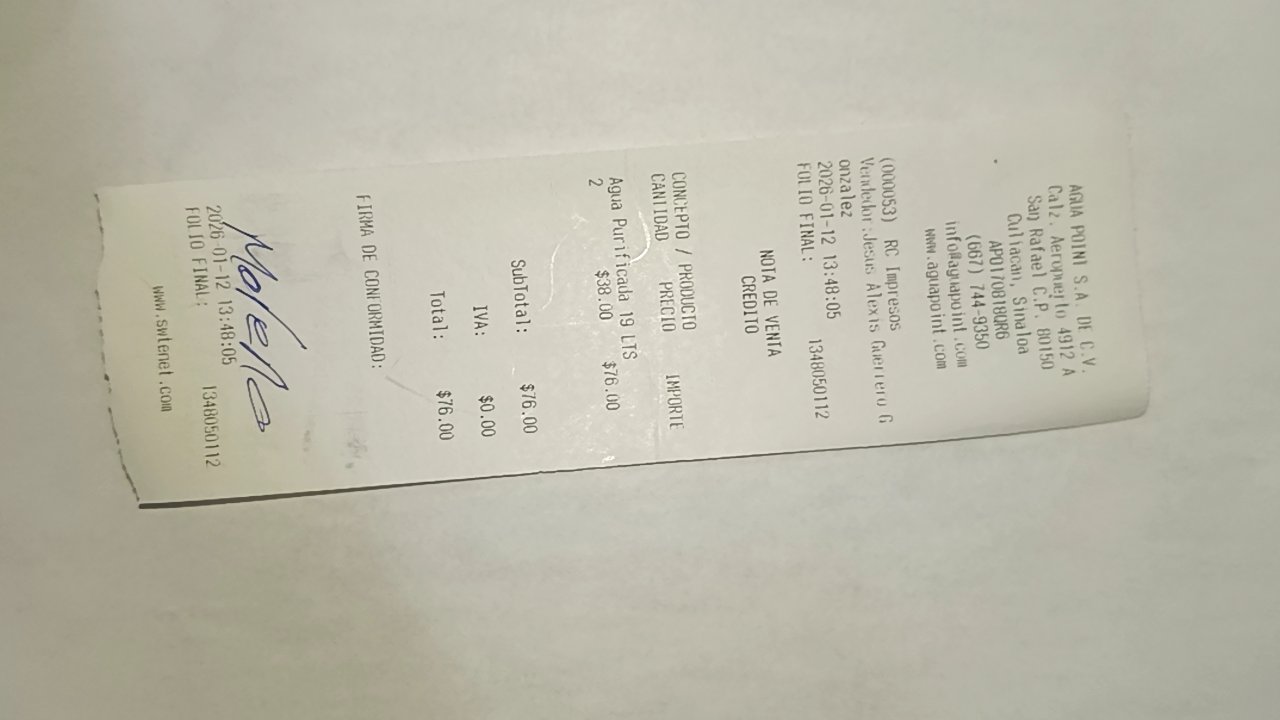 AGUA POINT S.A. DE C.V.
Calz. Aeropuerto 4912 A
San Rafael C.P. 80150
Culiacan, Sinaloa
APO170818QR6
(667) 744-9350
info@aguapoint.com
www.aguapoint.com
(000053) RC Impresos
Vendedor:Jesus Alexis Guerrero G
onzalez
2026-01-12 13:48:05
FOLIO FINAL: 1348050112
NOTA DE VENTA
CREDITO
CONCEPTO / PRODUCTO
CANTIDAD PRECIO IMPORTE
Agua Purificada 19 LTS
2 $38.00 $76.00
SubTotal: $76.00
IVA: $0.00
Total: $76.00
FIRMA DE CONFORMIDAD:
2026-01-12 13:48:05
FOLIO FINAL: 1348050112
www.swtenet.com